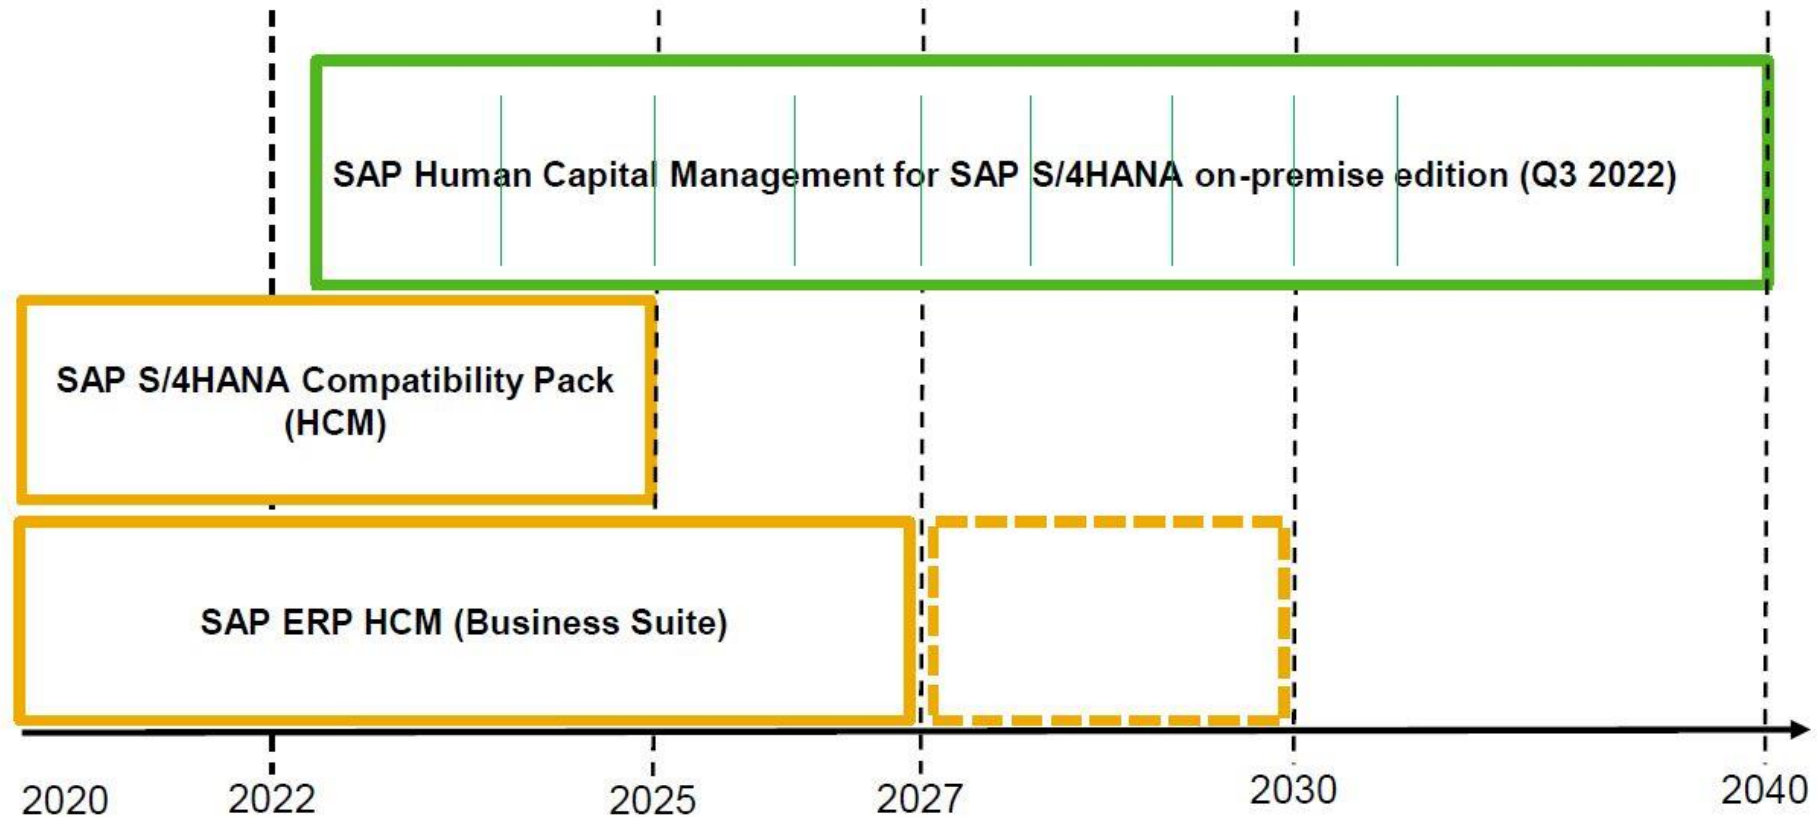 SAP Human Capital Management for SAP S/4HANA on-premise edition (Q3 2022)
SAP S/4HANA Compatibility Pack
(HCM)
SAP ERP HCM (Business Suite)
2020 2022 2025 2027 2030 2040